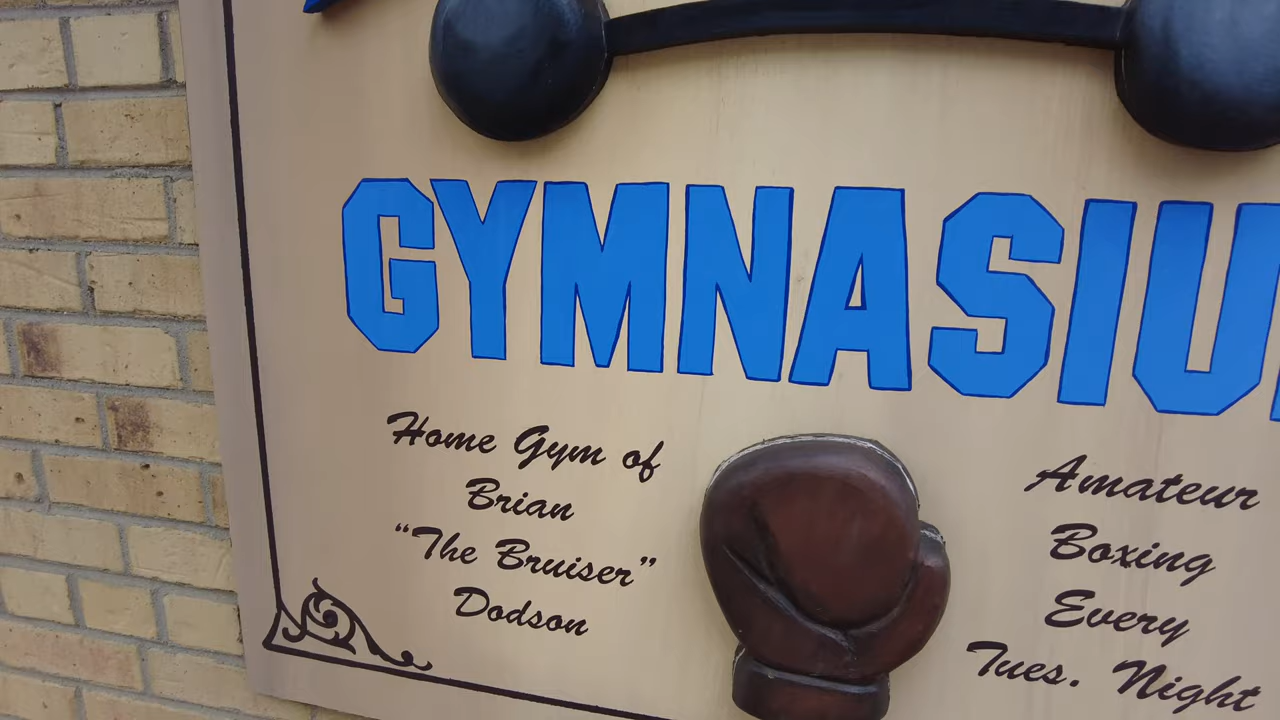 GYMNASIU
Home Gym of
Brian
“The Bruiser”
Dodson
Amateur
Boxing
Every
Tues. Night